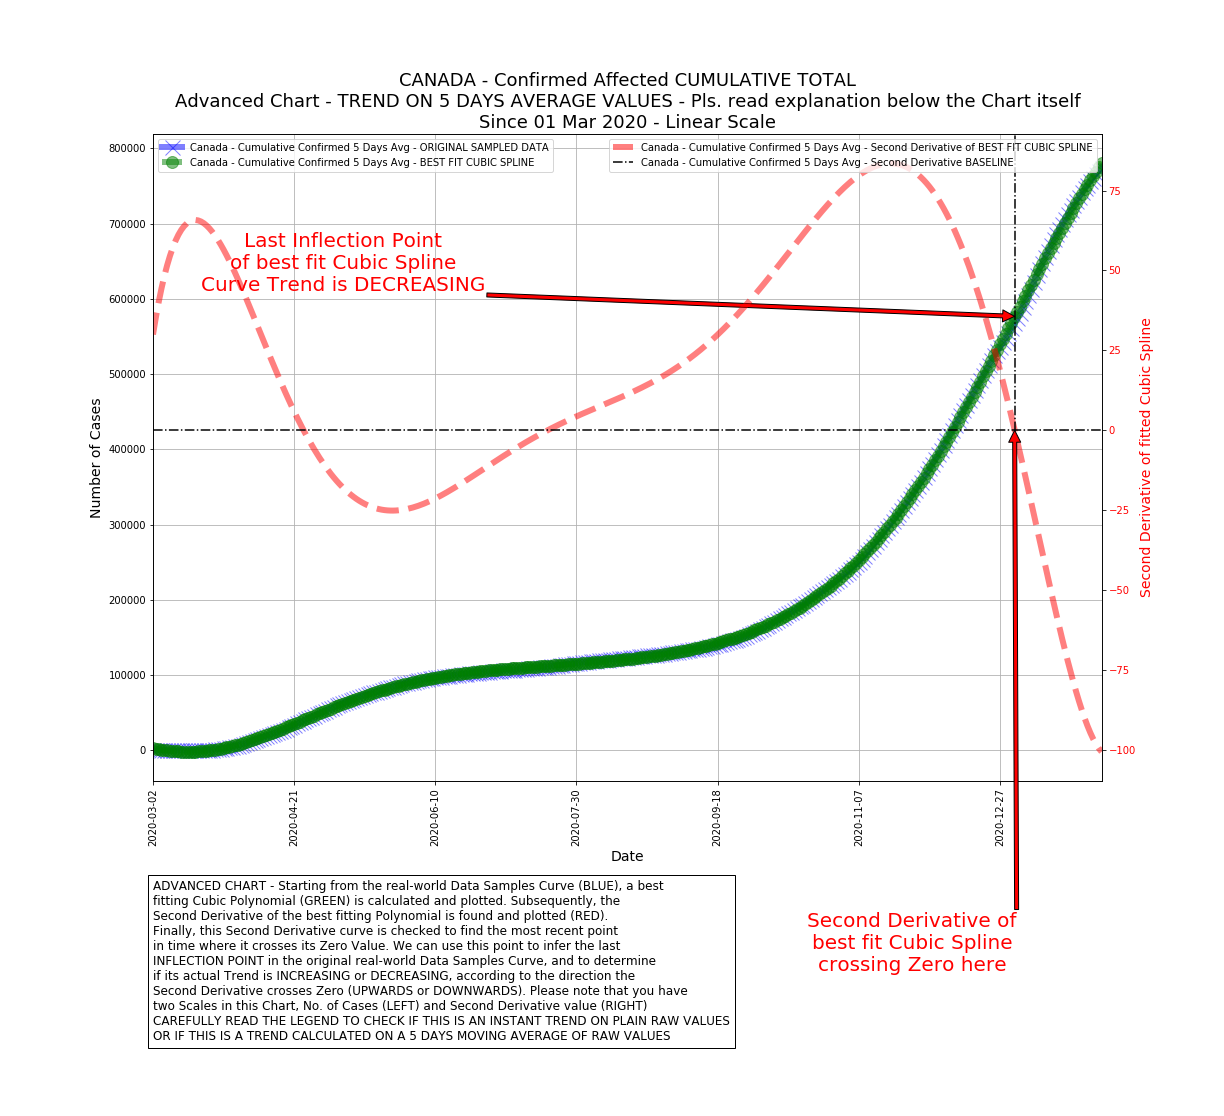 CANADA - Confirmed Affected CUMULATIVE TOTAL
Advanced Chart - TREND ON 5 DAYS AVERAGE VALUES - Pls. read explanation below the Chart itself
Since 01 Mar 2020 - Linear Scale
Canada - Cumulative Confirmed 5 Days Avg - ORIGINAL SAMPLED DATA
Canada - Cumulative Confirmed 5 Days Avg - BEST FIT CUBIC SPLINE
Canada - Cumulative Confirmed 5 Days Avg - Second Derivative of BEST FIT CUBIC SPLINE
Canada - Cumulative Confirmed 5 Days Avg - Second Derivative BASELINE
Last Inflection Point
of best fit Cubic Spline
Curve Trend is DECREASING
Number of Cases
800000
700000
600000
500000
400000
300000
200000
100000
0
75
50
25
0
−25
−50
−75
−100
Second Derivative of fitted Cubic Spline
2020-03-02
2020-04-21
2020-06-10
2020-07-30
2020-09-18
2020-11-07
2020-12-27
Date
ADVANCED CHART - Starting from the real-world Data Samples Curve (BLUE), a best
fitting Cubic Polynomial (GREEN) is calculated and plotted. Subsequently, the
Second Derivative of the best fitting Polynomial is found and plotted (RED).
Finally, this Second Derivative curve is checked to find the most recent point
in time where it crosses its Zero Value. We can use this point to infer the last
INFLECTION POINT in the original real-world Data Samples Curve, and to determine
if its actual Trend is INCREASING or DECREASING, according to the direction the
Second Derivative crosses Zero (UPWARDS or DOWNWARDS). Please note that you have
two Scales in this Chart, No. of Cases (LEFT) and Second Derivative value (RIGHT)
CAREFULLY READ THE LEGEND TO CHECK IF THIS IS AN INSTANT TREND ON PLAIN RAW VALUES
OR IF THIS IS A TREND CALCULATED ON A 5 DAYS MOVING AVERAGE OF RAW VALUES
Second Derivative of
best fit Cubic Spline
crossing Zero here